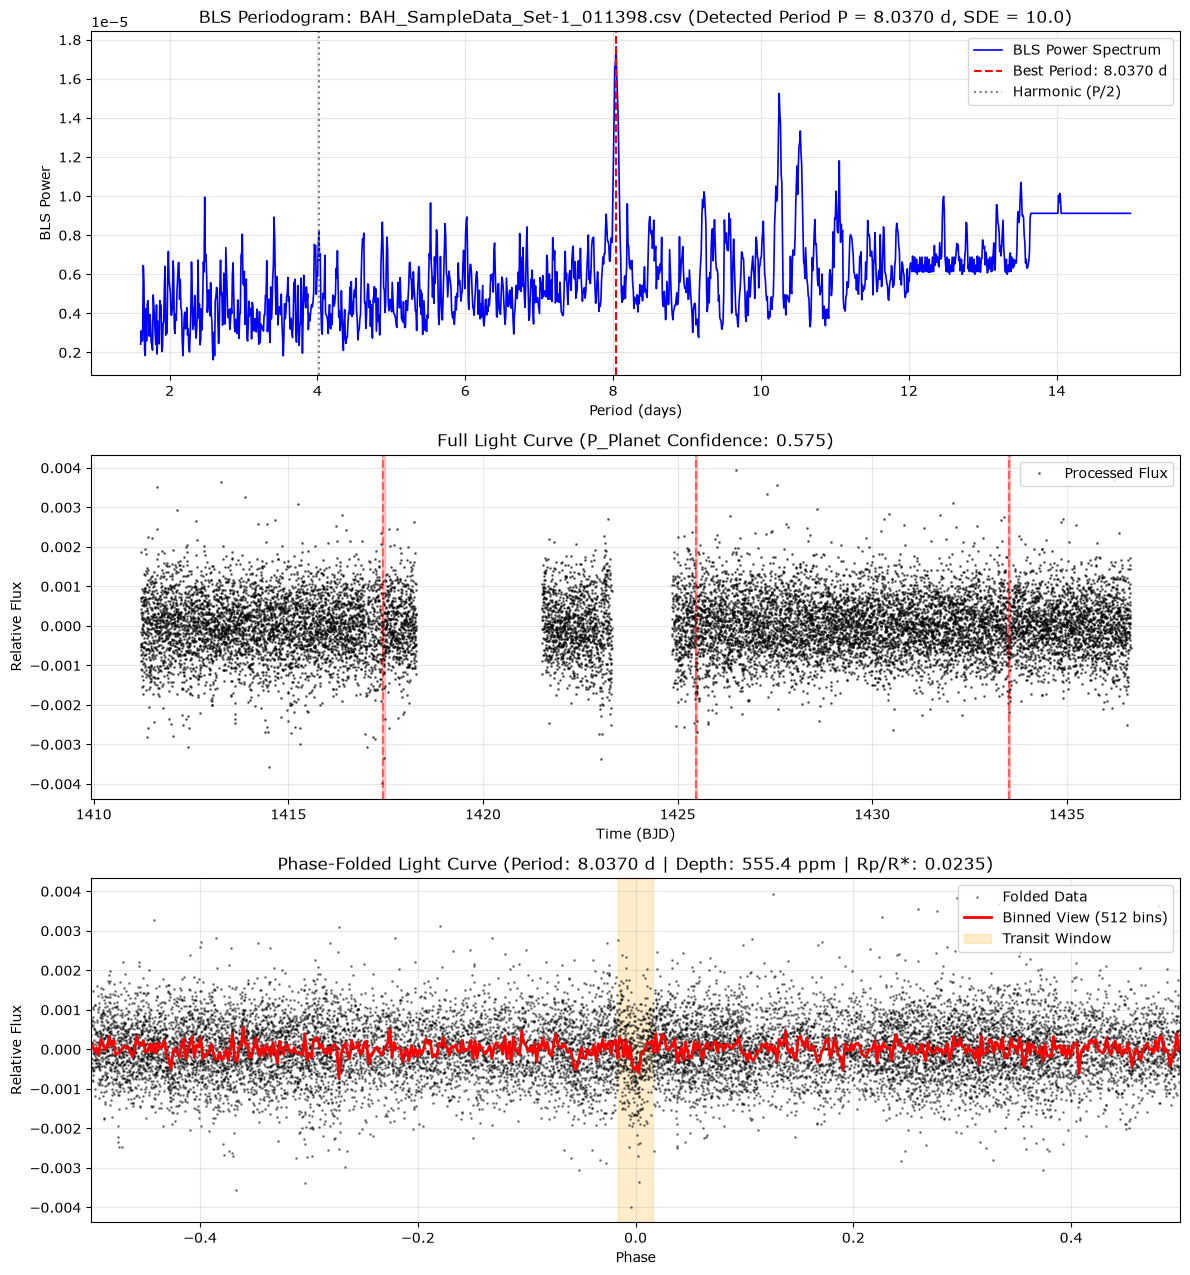 BLS Periodogram: BAH_SampleData_Set-1_011398.csv (Detected Period P = 8.0370 d, SDE = 10.0)
1e−5
BLS Power Spectrum
Best Period: 8.0370 d
Harmonic (P/2)
1.8
1.6
1.4
1.2
1.0
0.8
0.6
0.4
0.2
BLS Power
2 4 6 8 10 12 14
Period (days)
Full Light Curve (P_Planet Confidence: 0.575)
Processed Flux
0.004
0.003
0.002
0.001
0.000
−0.001
−0.002
−0.003
−0.004
Relative Flux
1410 1415 1420 1425 1430 1435
Time (BJD)
Phase-Folded Light Curve (Period: 8.0370 d | Depth: 555.4 ppm | Rp/R*: 0.0235)
Folded Data
Binned View (512 bins)
Transit Window
0.004
0.003
0.002
0.001
0.000
−0.001
−0.002
−0.003
−0.004
Relative Flux
−0.4 −0.2 0.0 0.2 0.4
Phase